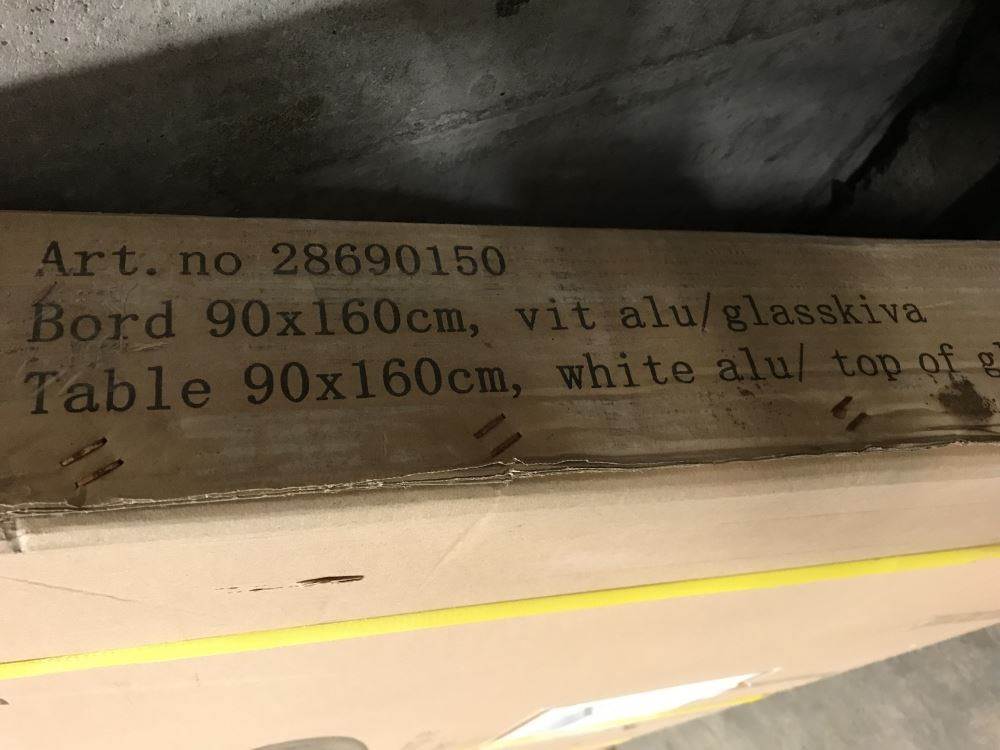 Art. no 28690150
Bord 90x160cm, vit alu/glasskiva
Table 90x160cm, white alu/ top of